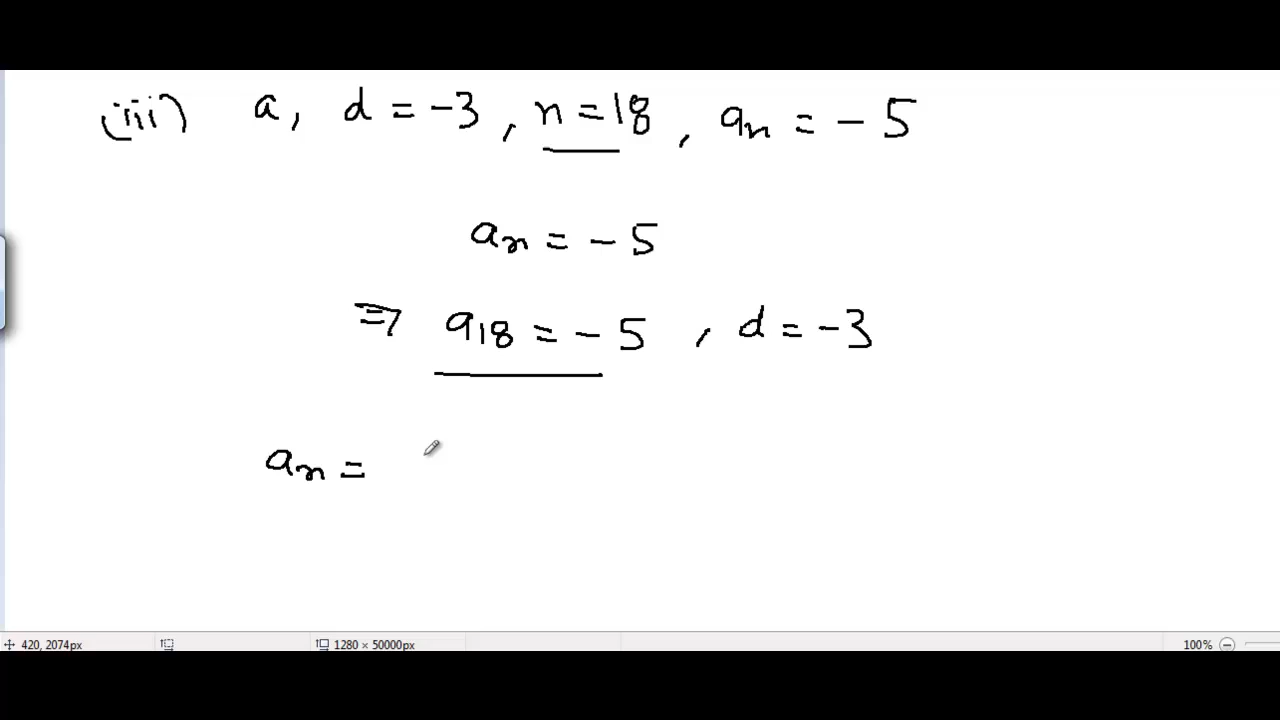 (iii) a, d = -3, n = 18, an = - 5
an = - 5
⇒ a18 = - 5 , d = -3
an =
420, 2074px 1280 × 50000px 100%